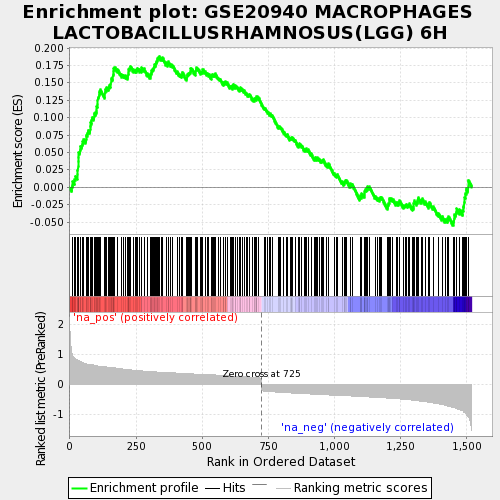 Enrichment plot: GSE20940 MACROPHAGES
LACTOBACILLUSRHAMNOSUS(LGG) 6H
Enrichment score (ES)
0.200
0.175
0.150
0.125
0.100
0.075
0.050
0.025
0.000
-0.025
-0.050
Ranked list metric (PreRanked)
2
1
0
-1
'na_pos' (positively correlated)
Zero cross at 725
'na_neg' (negatively correlated)
0
250
500
750
1,000
1,250
1,500
Rank in Ordered Dataset
Enrichment profile
Hits
Ranking metric scores